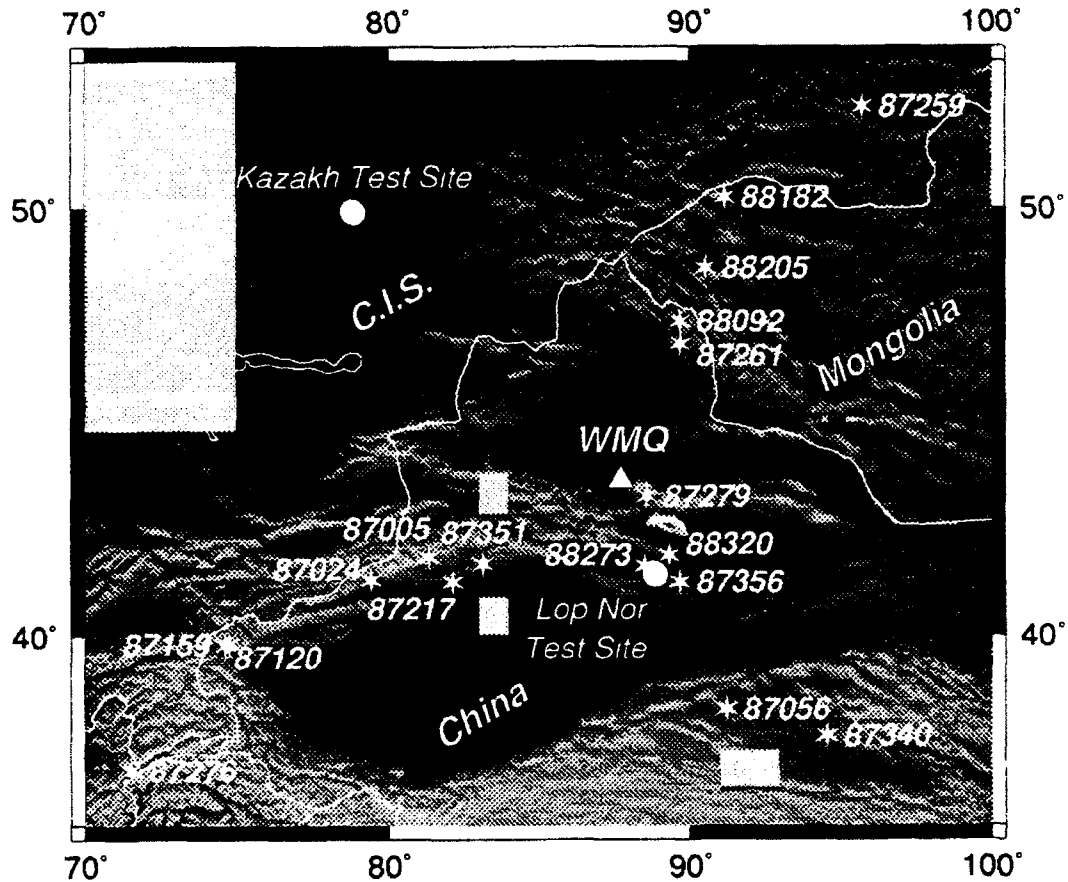 70° 80° 90° 100°
87259
Kazakh Test Site
88182
50° 50°
88205
C.I.S.
88092
Mongolia
87261
WMQ
87279
87005 87351
88273 88320
87024
87356
87217
Lop Nor
Test Site
40° 40°
87159 87120
China
87056
87340
87276
70° 80° 90° 100°